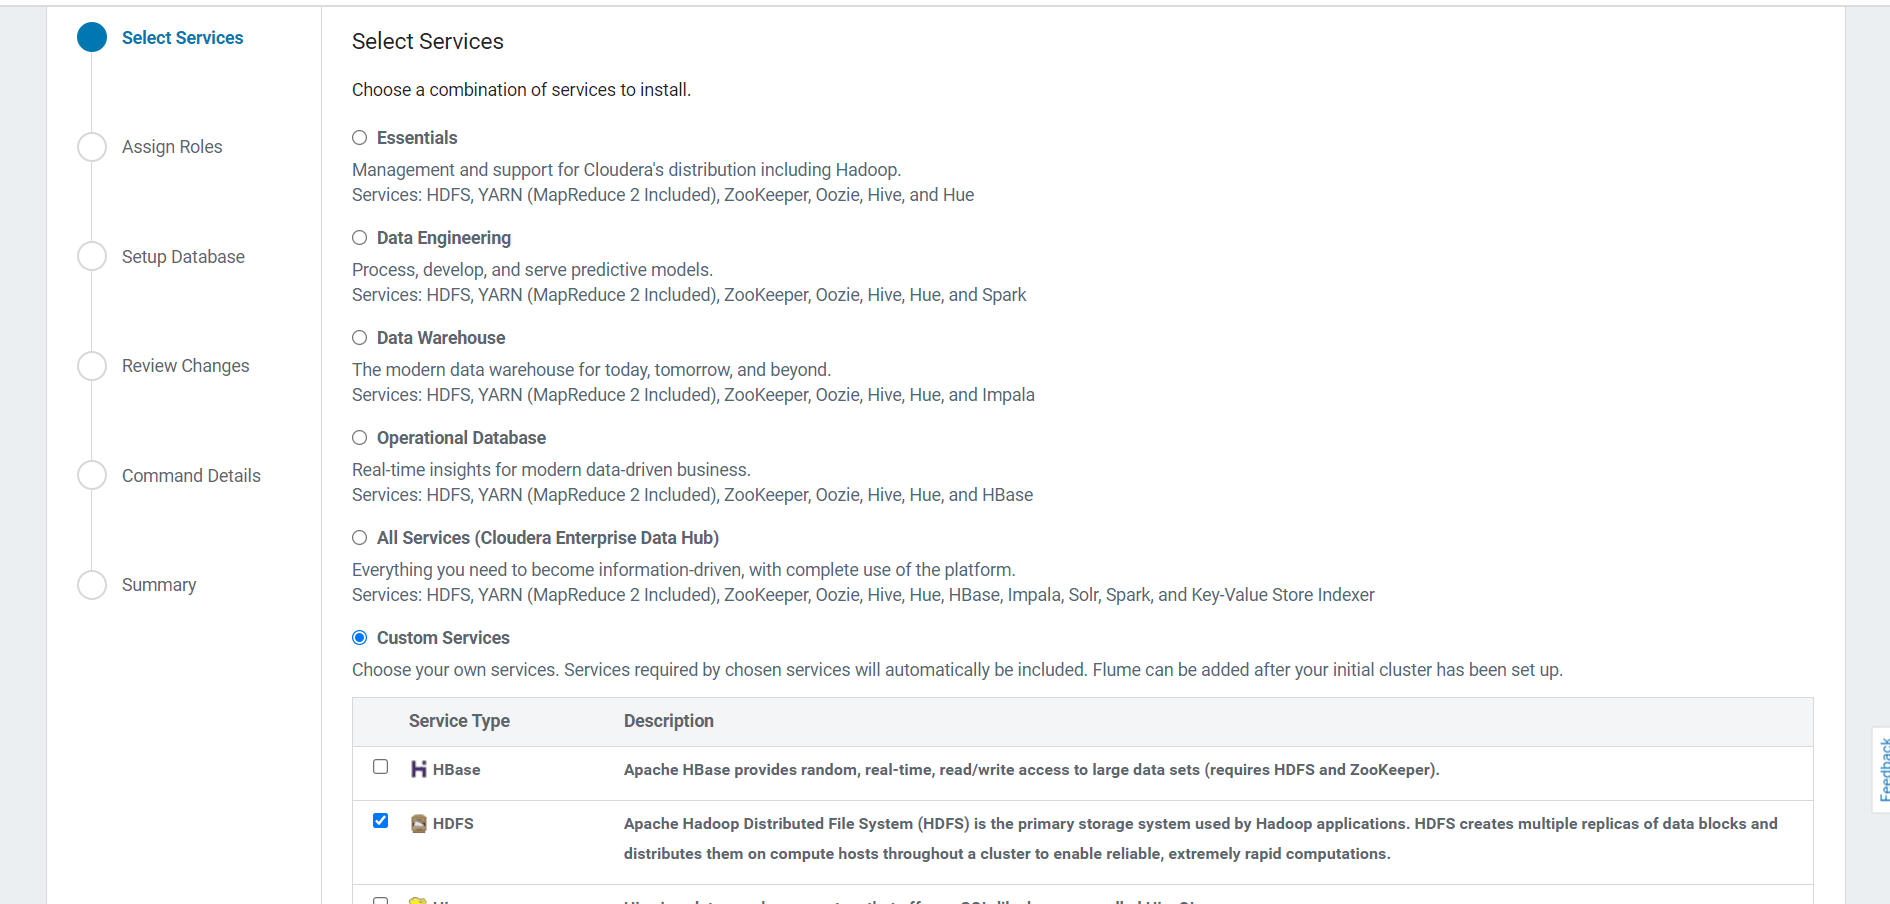 Select Services
Assign Roles
Setup Database
Review Changes
Command Details
Summary
Select Services
Choose a combination of services to install.
Essentials
Management and support for Cloudera's distribution including Hadoop.
Services: HDFS, YARN (MapReduce 2 Included), ZooKeeper, Oozie, Hive, and Hue
Data Engineering
Process, develop, and serve predictive models.
Services: HDFS, YARN (MapReduce 2 Included), ZooKeeper, Oozie, Hive, Hue, and Spark
Data Warehouse
The modern data warehouse for today, tomorrow, and beyond.
Services: HDFS, YARN (MapReduce 2 Included), ZooKeeper, Oozie, Hive, Hue, and Impala
Operational Database
Real-time insights for modern data-driven business.
Services: HDFS, YARN (MapReduce 2 Included), ZooKeeper, Oozie, Hive, Hue, and HBase
All Services (Cloudera Enterprise Data Hub)
Everything you need to become information-driven, with complete use of the platform.
Services: HDFS, YARN (MapReduce 2 Included), ZooKeeper, Oozie, Hive, Hue, HBase, Impala, Solr, Spark, and Key-Value Store Indexer
Custom Services
Choose your own services. Services required by chosen services will automatically be included. Flume can be added after your initial cluster has been set up.
Service Type Description
HBase Apache HBase provides random, real-time, read/write access to large data sets (requires HDFS and ZooKeeper).
HDFS Apache Hadoop Distributed File System (HDFS) is the primary storage system used by Hadoop applications. HDFS creates multiple replicas of data blocks and
distributes them on compute hosts throughout a cluster to enable reliable, extremely rapid computations.
Feedback